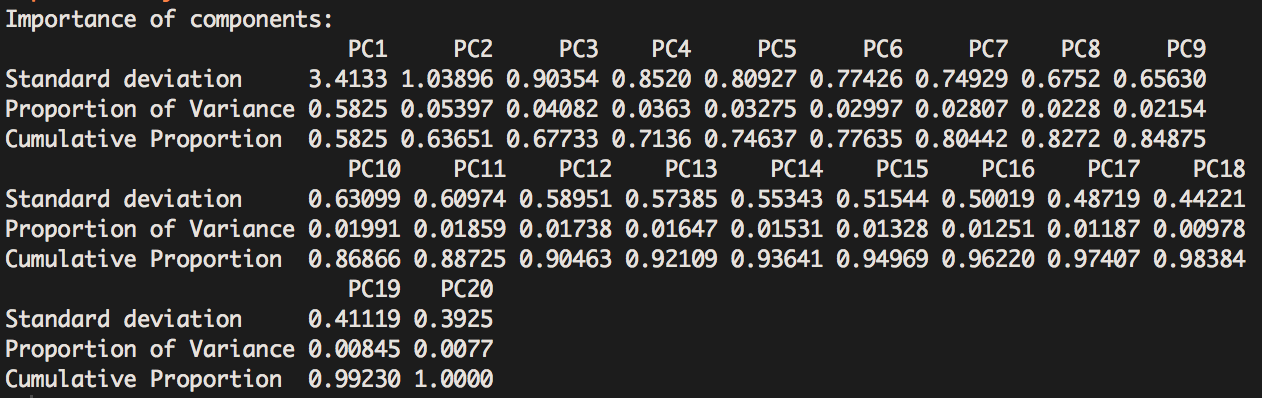 Importance of components:
                          PC1     PC2     PC3    PC4     PC5     PC6     PC7    PC8     PC9
Standard deviation     3.4133 1.03896 0.90354 0.8520 0.80927 0.77426 0.74929 0.6752 0.65630
Proportion of Variance 0.5825 0.05397 0.04082 0.0363 0.03275 0.02997 0.02807 0.0228 0.02154
Cumulative Proportion  0.5825 0.63651 0.67733 0.7136 0.74637 0.77635 0.80442 0.8272 0.84875
                          PC10    PC11    PC12    PC13    PC14    PC15    PC16    PC17    PC18
Standard deviation     0.63099 0.60974 0.58951 0.57385 0.55343 0.51544 0.50019 0.48719 0.44221
Proportion of Variance 0.01991 0.01859 0.01738 0.01647 0.01531 0.01328 0.01251 0.01187 0.00978
Cumulative Proportion  0.86866 0.88725 0.90463 0.92109 0.93641 0.94969 0.96220 0.97407 0.98384
                          PC19   PC20
Standard deviation     0.41119 0.3925
Proportion of Variance 0.00845 0.0077
Cumulative Proportion  0.99230 1.0000